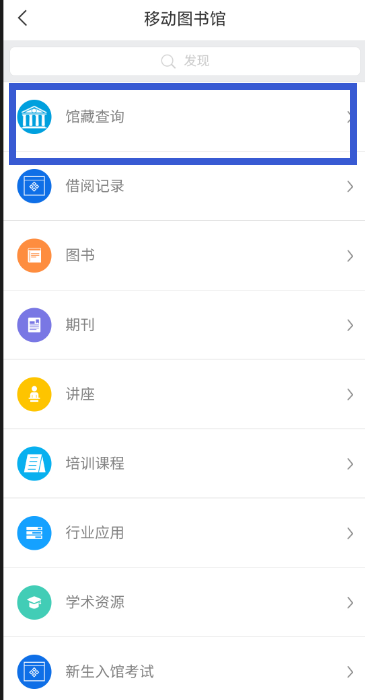 移动图书馆
发现
馆藏查询
借阅记录
图书
期刊
讲座
培训课程
行业应用
学术资源
新生入馆考试